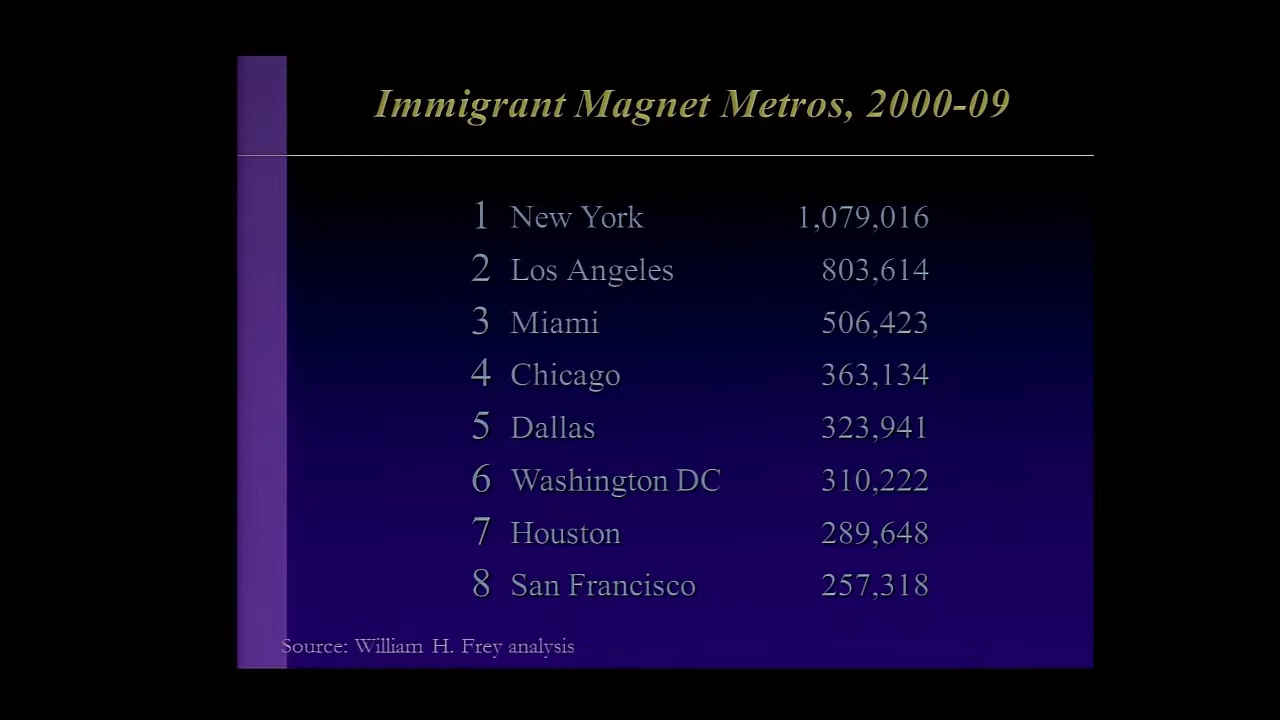 Immigrant Magnet Metros, 2000-09
1 New York 1,079,016
2 Los Angeles 803,614
3 Miami 506,423
4 Chicago 363,134
5 Dallas 323,941
6 Washington DC 310,222
7 Houston 289,648
8 San Francisco 257,318
Source: William H. Frey analysis